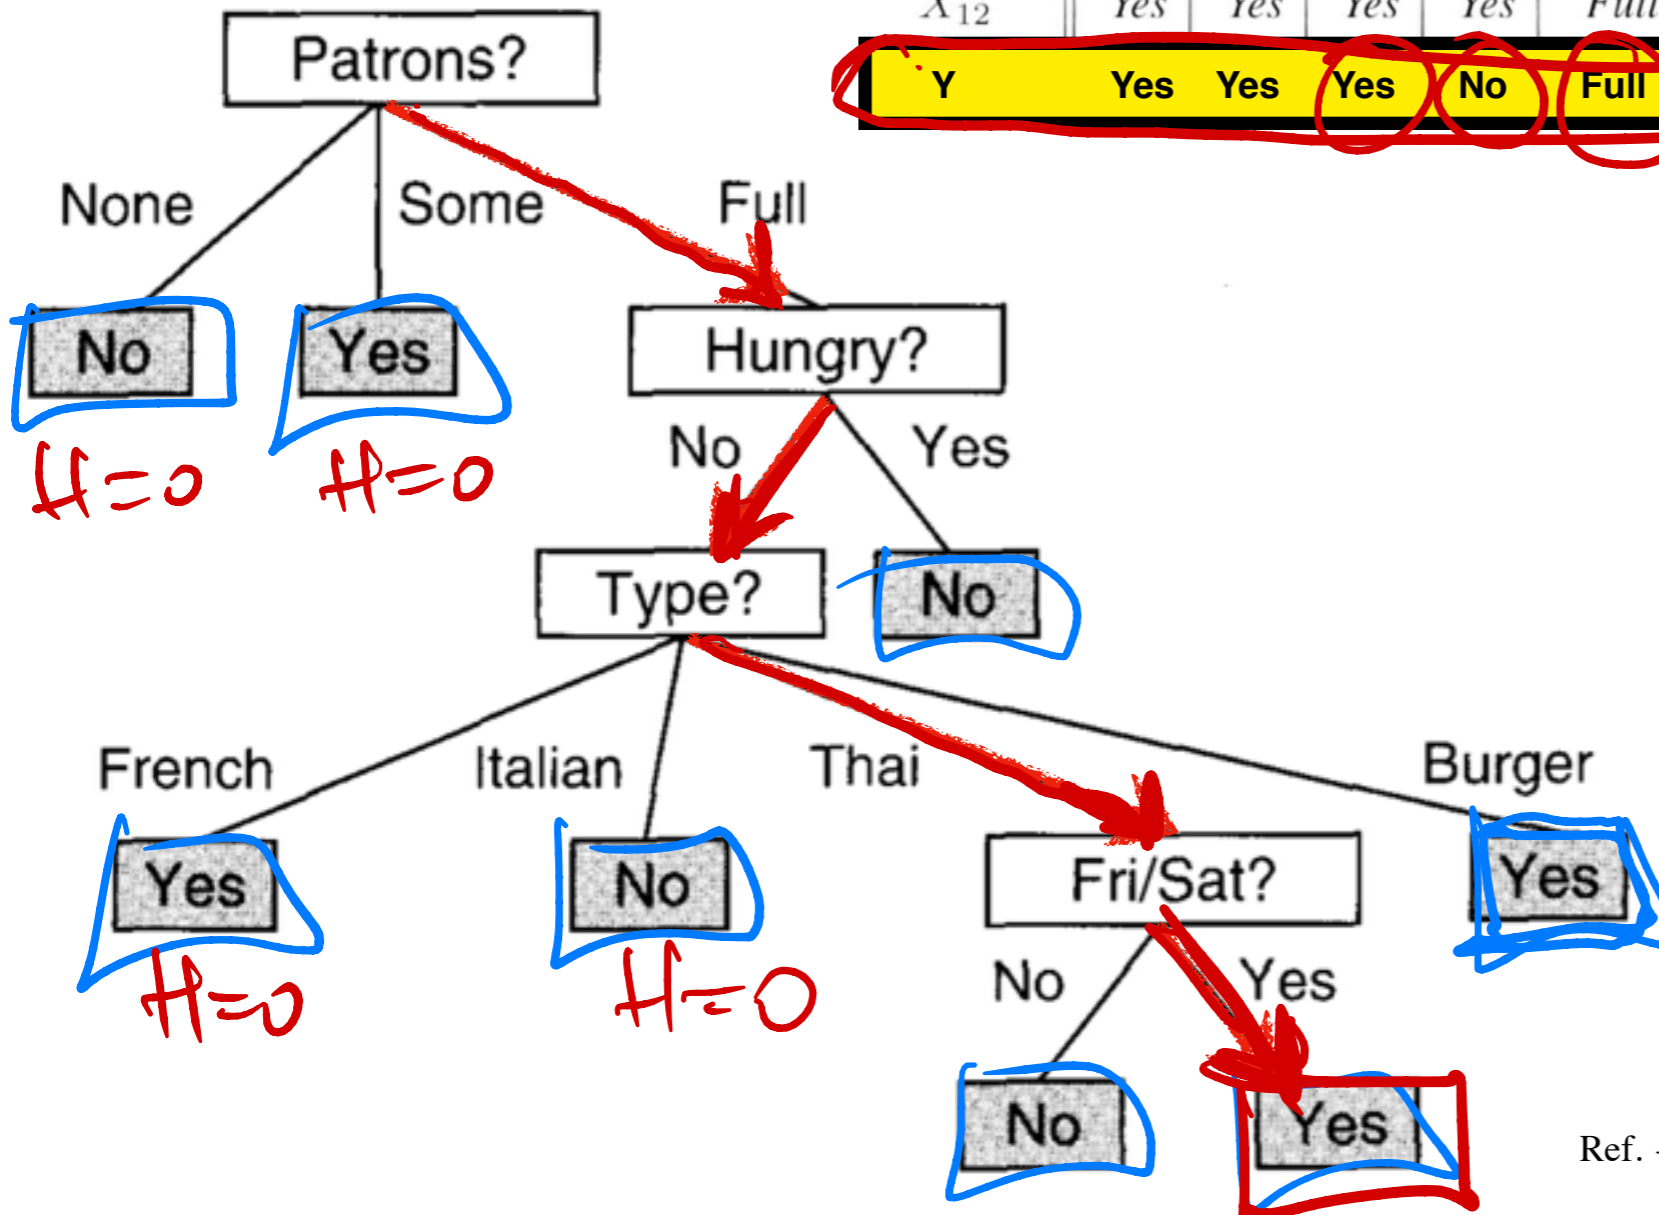 X12 Yes Yes Yes Yes Full
Y Yes Yes Yes No Full
Patrons?
None Some Full
No Yes Hungry?
H=0 H=0
No Yes
Type? No
French Italian Thai Burger
Yes No Fri/Sat? Yes
H=0 H=0
No Yes
No Yes
Ref. -